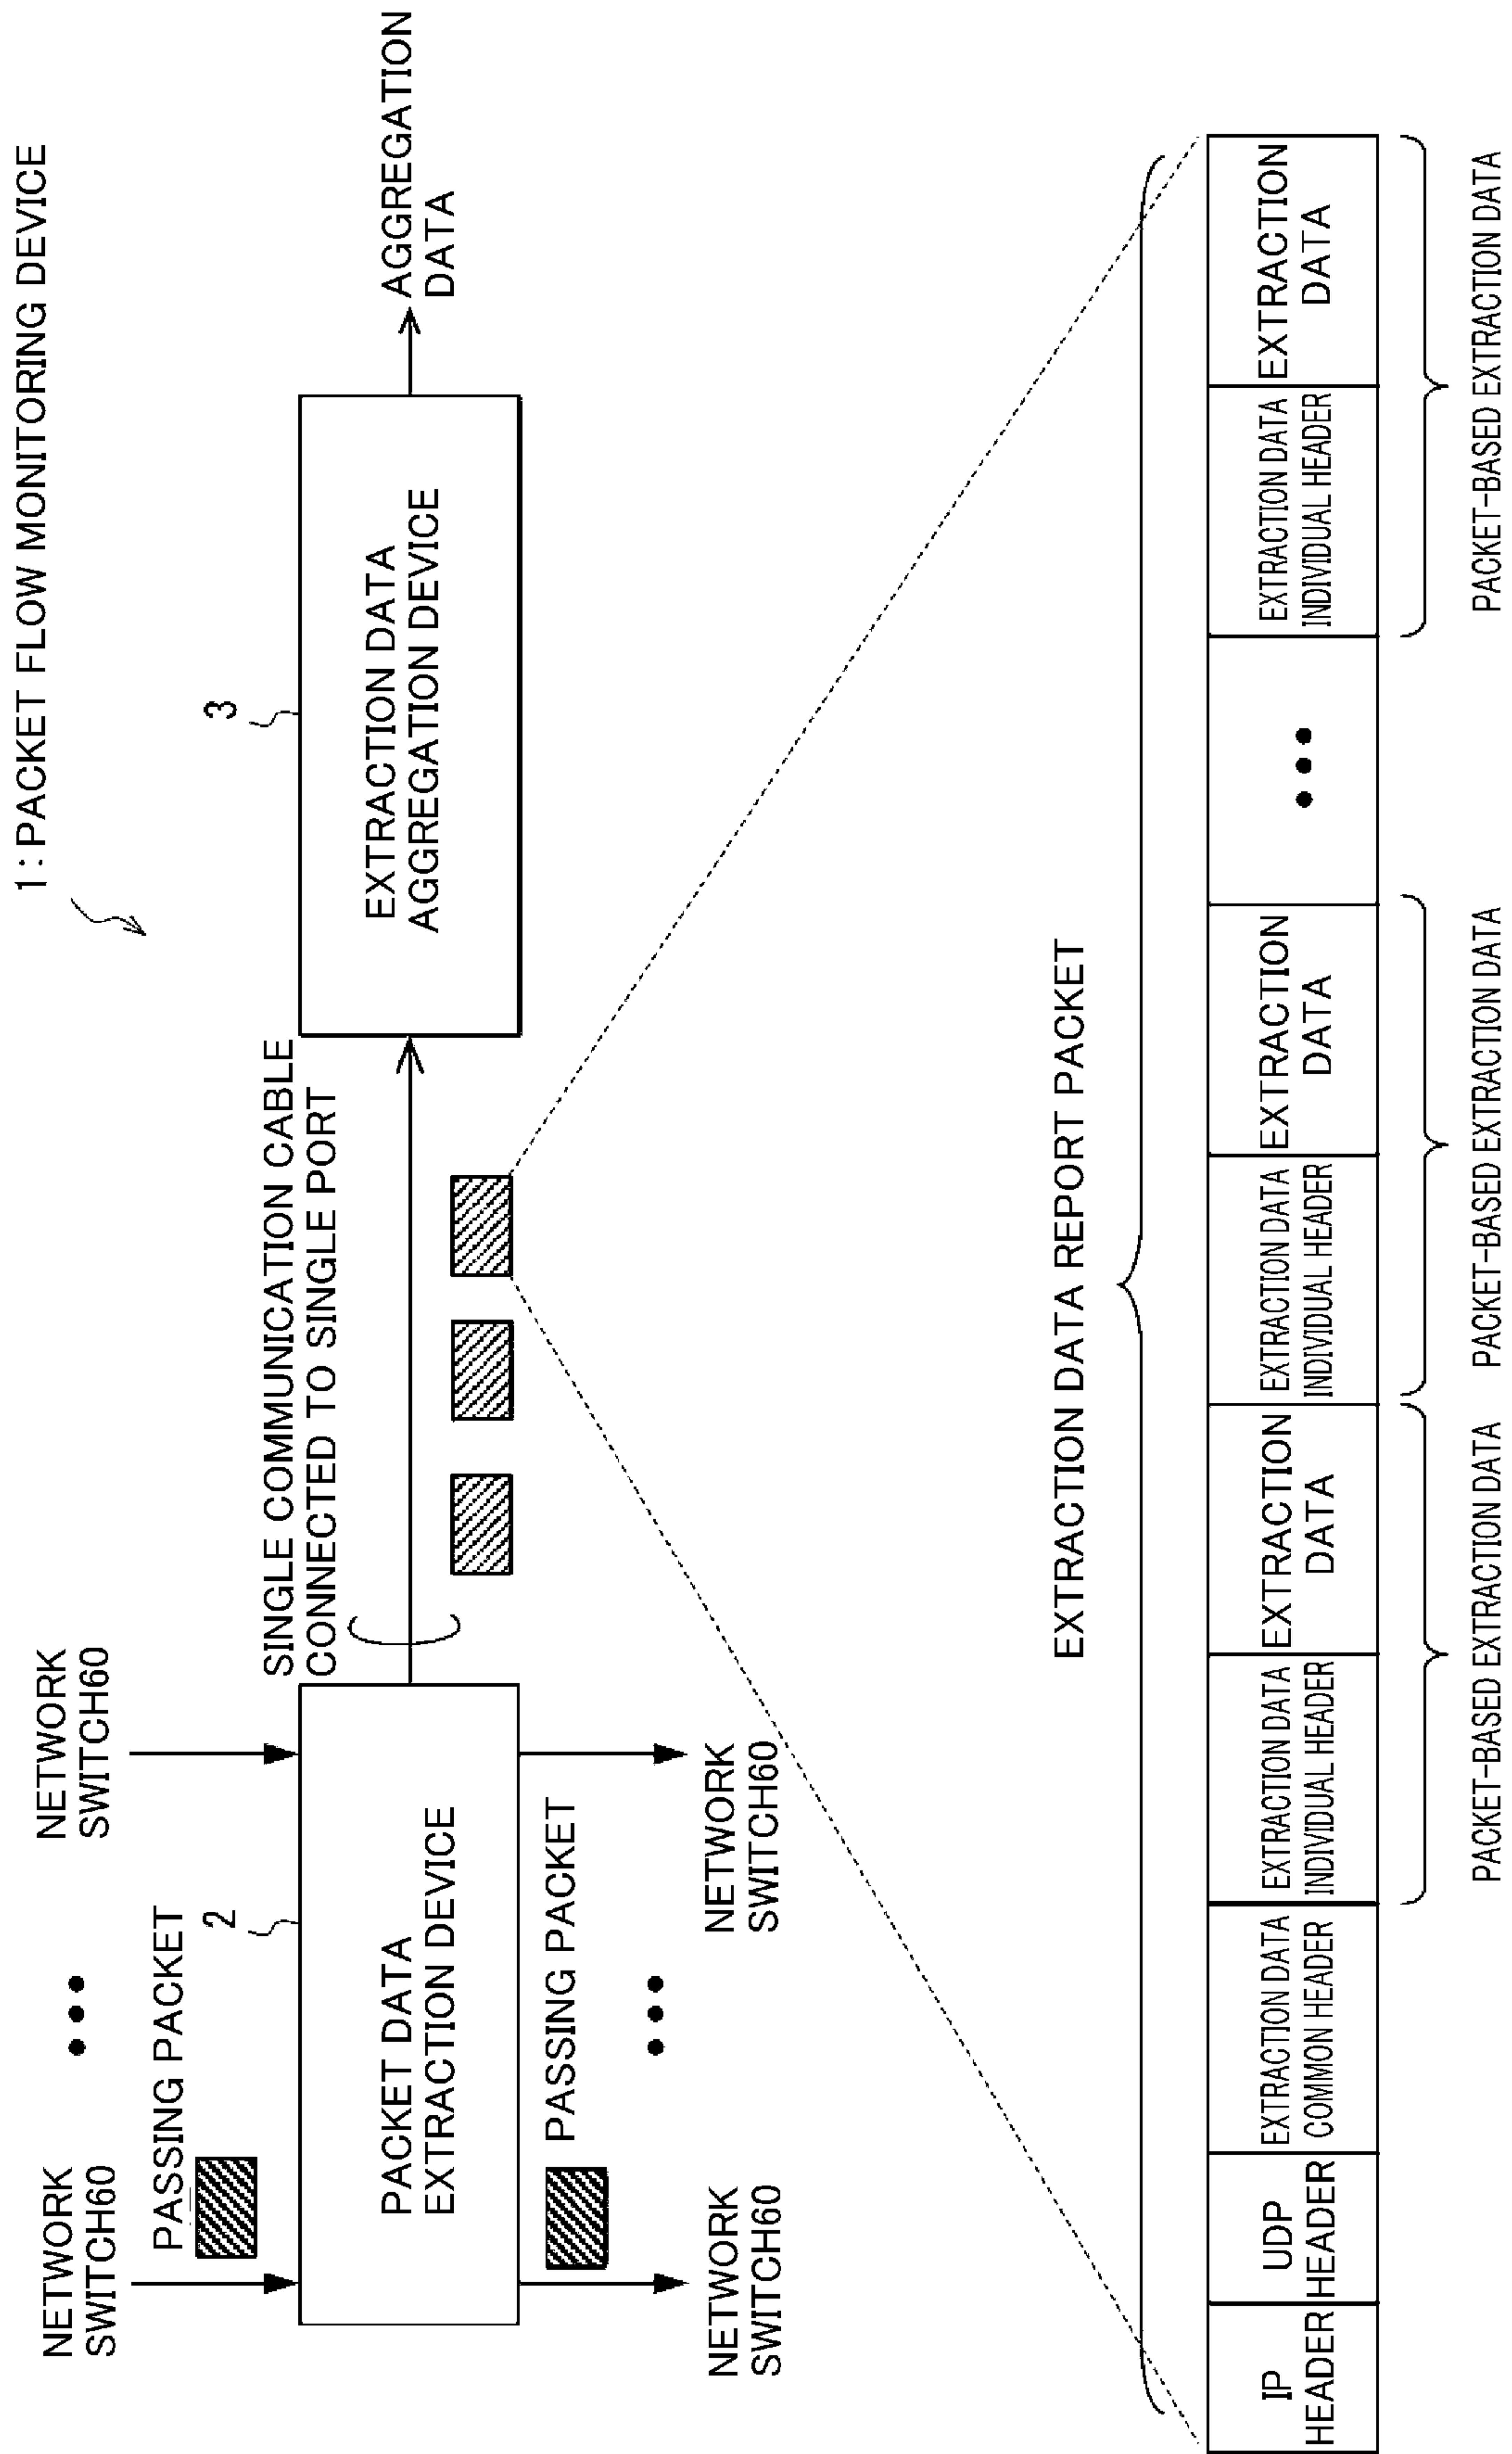 1:PACKET FLOW MONITORING DEVICE
NETWORK
SWITCH60
NETWORK
SWITCH60
PASSING PACKET
2
PACKET DATA
EXTRACTION DEVICE
PASSING PACKET
NETWORK
SWITCH60
NETWORK
SWITCH60
SINGLE COMMUNICATION CABLE
CONNECTED TO SINGLE PORT
3
EXTRACTION DATA
AGGREGATION DEVICE
AGGREGATION
DATA
EXTRACTION DATA REPORT PACKET
IP
HEADER
UDP
HEADER
EXTRACTION DATA
COMMON HEADER
EXTRACTION DATA
INDIVIDUAL HEADER
EXTRACTION
DATA
EXTRACTION DATA
INDIVIDUAL HEADER
EXTRACTION
DATA
EXTRACTION DATA
INDIVIDUAL HEADER
EXTRACTION
DATA
PACKET-BASED EXTRACTION DATA
PACKET-BASED EXTRACTION DATA
PACKET-BASED EXTRACTION DATA